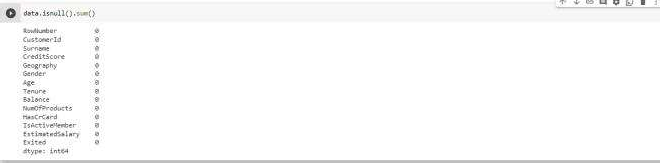 data.isnull().sum()
RowNumber 0
CustomerId 0
Surname 0
CreditScore 0
Geography 0
Gender 0
Age 0
Tenure 0
Balance 0
NumOfProducts 0
HasCrCard 0
IsActiveMember 0
EstimatedSalary 0
Exited 0
dtype: int64